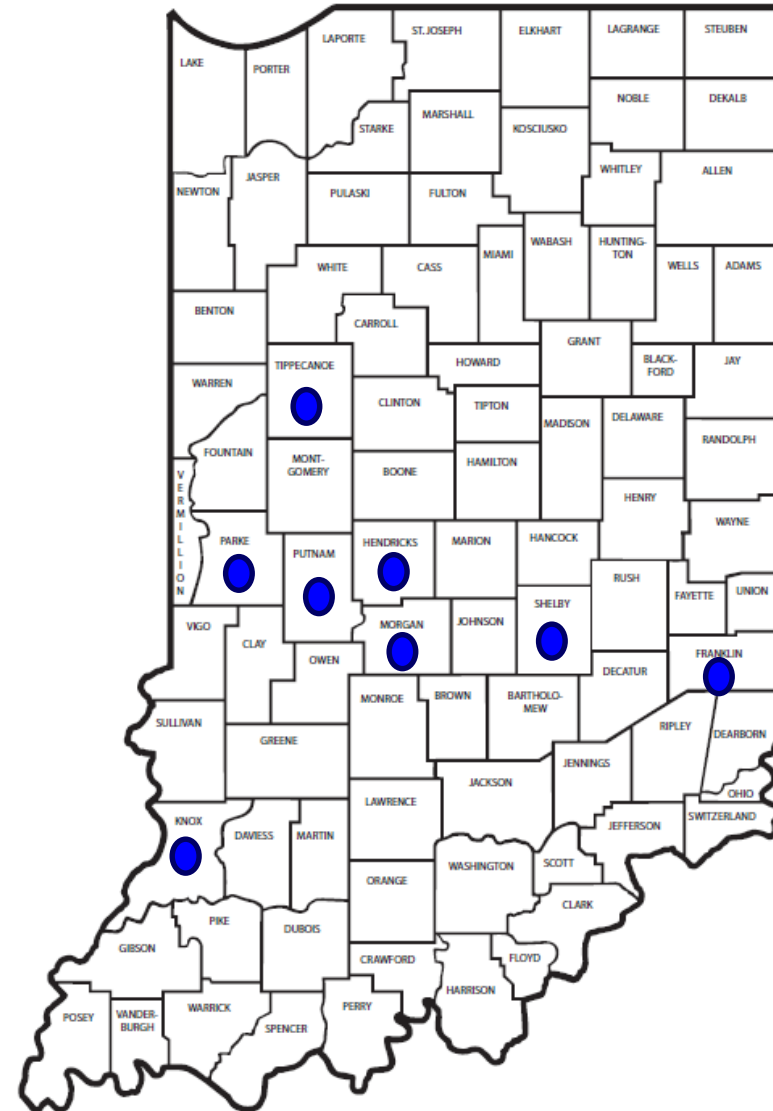 ST. JOSEPH
ELKHART
LAGRANGE
STEUBEN
LAPORTE
LAKE
PORTER
NOBLE
DEKALB
MARSHALL
STARKE
KOSCIUSKO
WHITLEY
ALLEN
JASPER
NEWTON
PULASKI
FULTON
WABASH
HUNTING-
TON
MIAMI
WHITE
CASS
WELLS
ADAMS
BENTON
CARROLL
GRANT
TIPPECANOE
HOWARD
BLACK-
FORD
JAY
WARREN
CLINTON
TIPTON
MADISON
DELAWARE
RANDOLPH
FOUNTAIN
MONT-
GOMERY
BOONE
HAMILTON
VERMILLION
HENRY
WAYNE
PARKE
PUTNAM
HENDRICKS
MARION
HANCOCK
RUSH
FAYETTE
UNION
SHELBY
VIGO
CLAY
MORGAN
JOHNSON
OWEN
FRANKLIN
DECATUR
MONROE
BROWN
BARTHOLO-
MEW
SULLIVAN
RIPLEY
DEARBORN
GREENE
JENNINGS
JACKSON
OHIO
LAWRENCE
SWITZERLAND
KNOX
DAVIESS
MARTIN
JEFFERSON
WASHINGTON
SCOTT
ORANGE
CLARK
PIKE
DUBOIS
GIBSON
CRAWFORD
FLOYD
HARRISON
POSEY
VANDER-
BURGH
WARRICK
SPENCER
PERRY